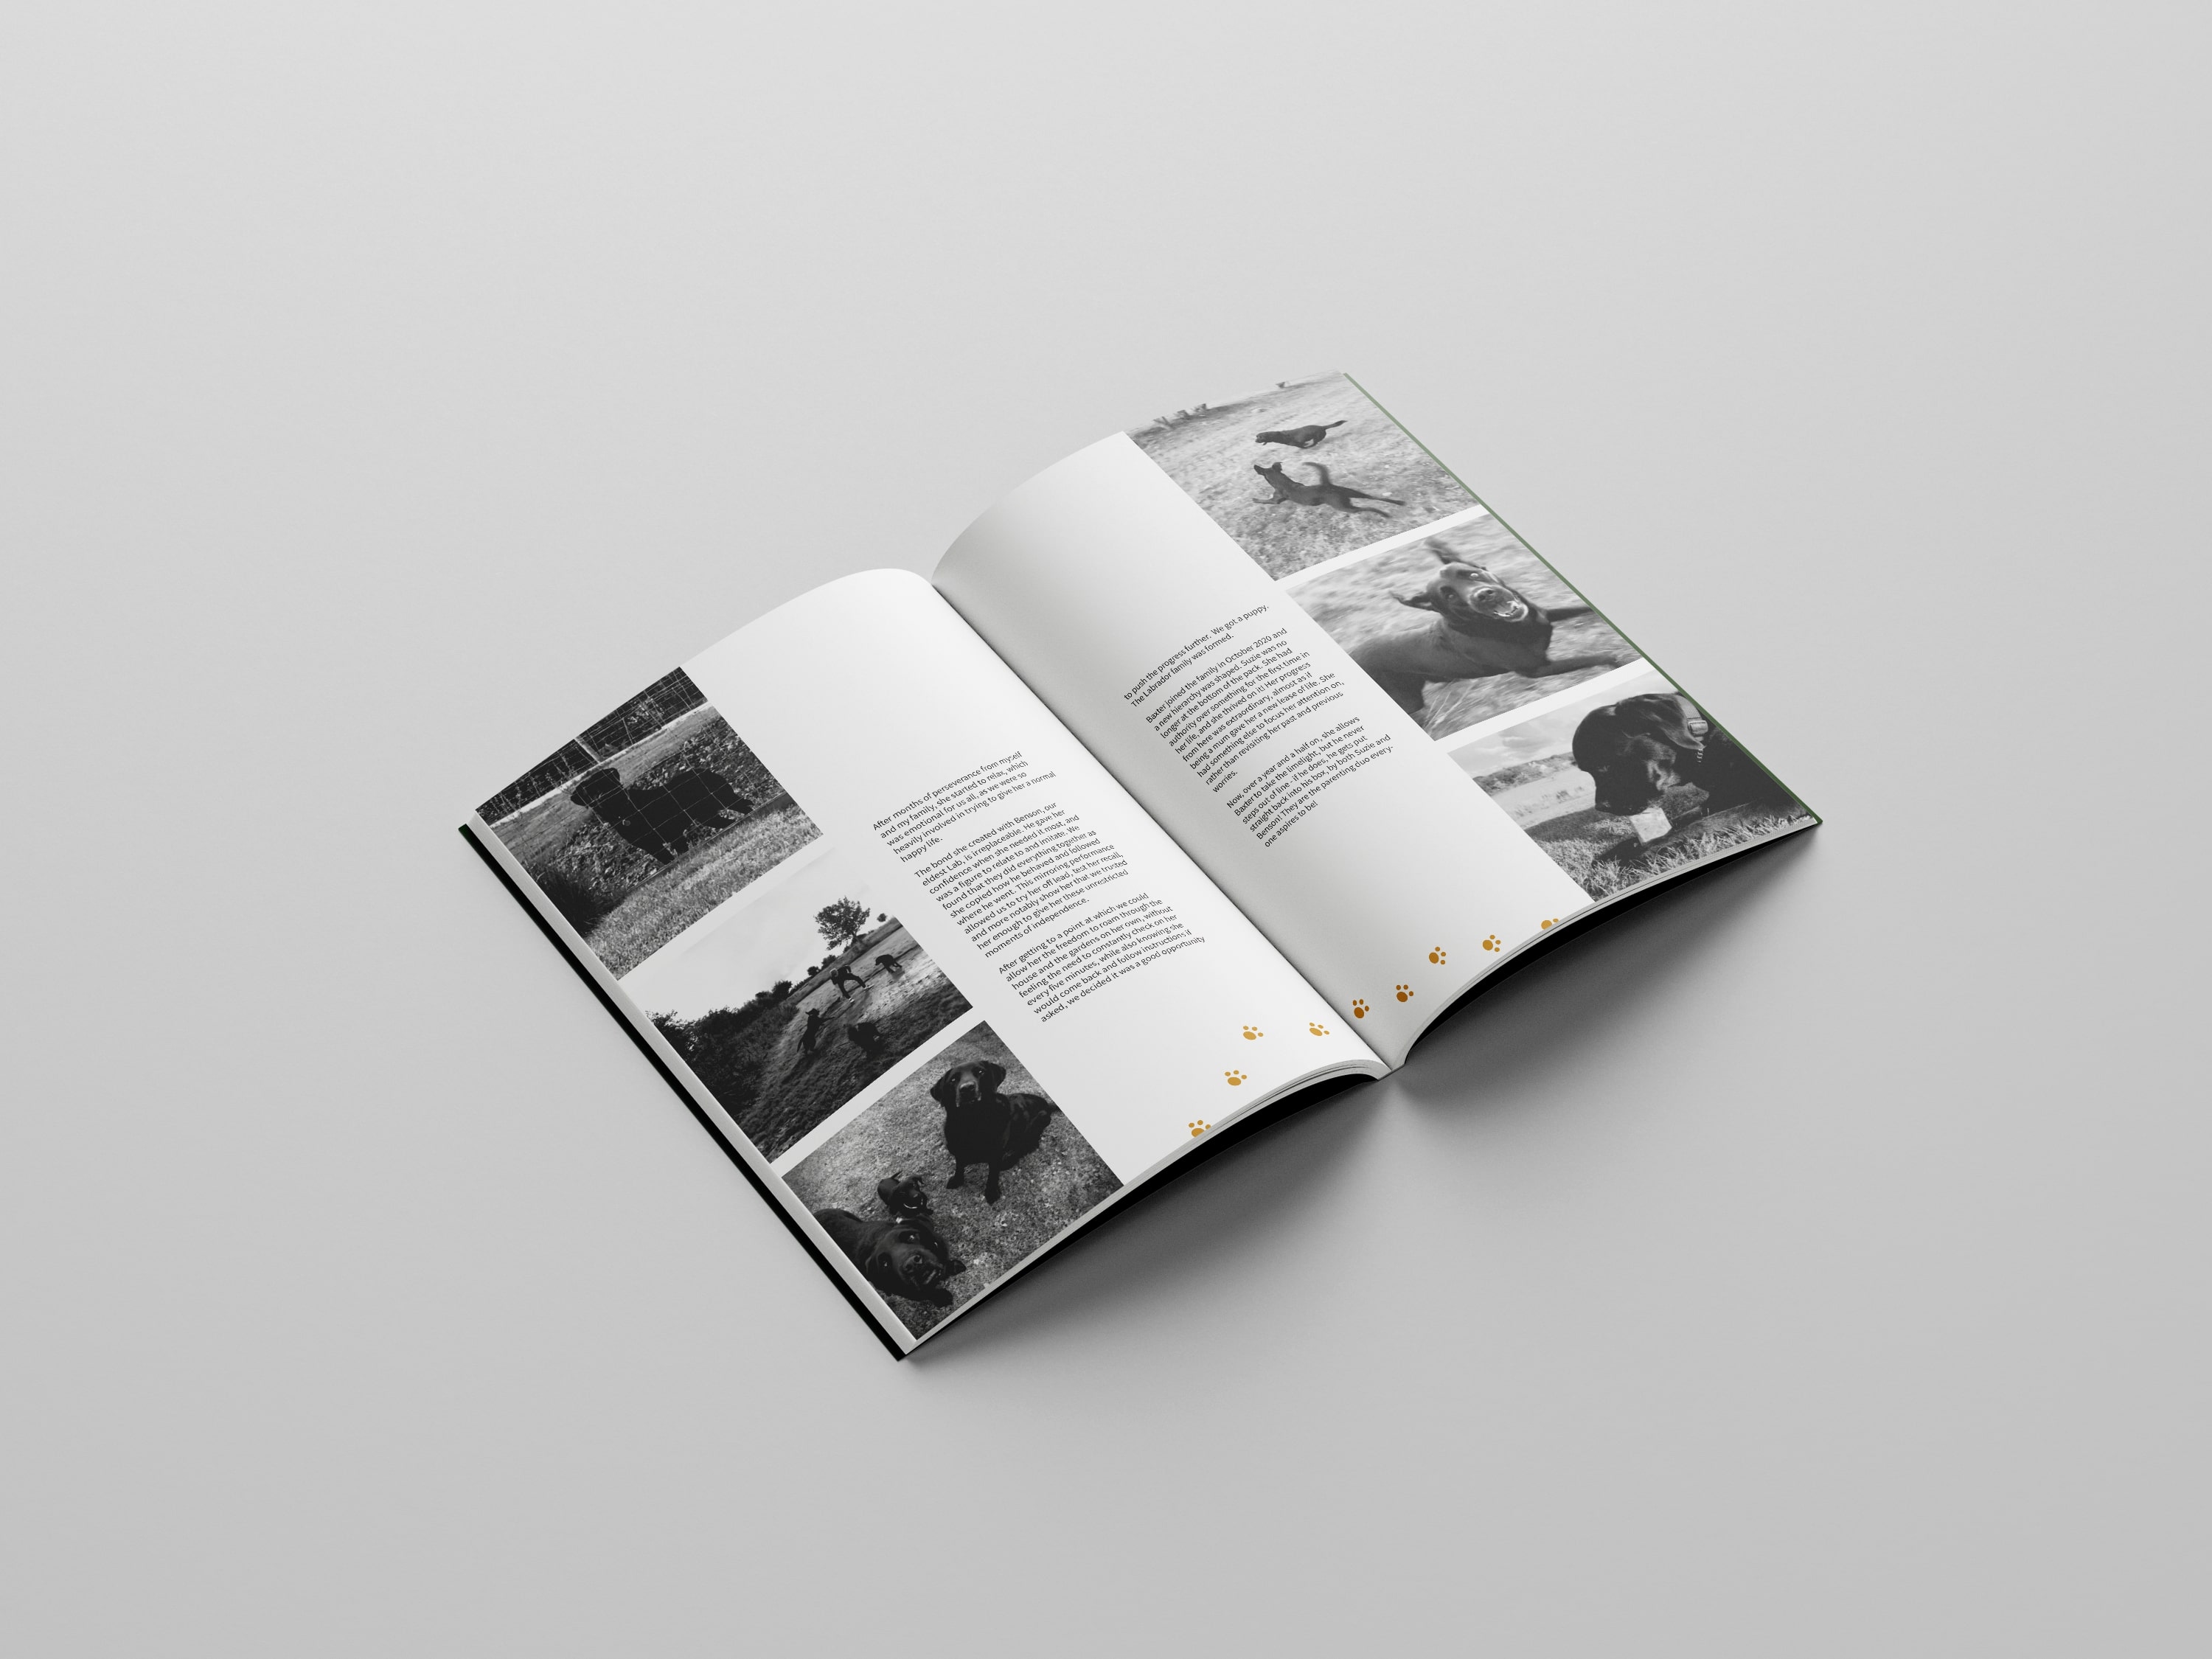 After months of perseverance from myself
and my family, she started to relax, which
was emotional for us all, as we were so
heavily involved in trying to give her a normal
happy life.
The bond she created with Benson, our
eldest Lab, is irreplaceable. He gave her
confidence when she needed it most, and
was a figure to relate to and imitate. We
found that they did everything together as
she copied how he behaved and followed
where he went. This mirroring performance
allowed us to try her off lead, test her recall,
and more notably show her that we trusted
her enough to give her these unrestricted
moments of independence.
After getting to a point at which we could
allow her the freedom to roam through the
house and the gardens on her own, without
feeling the need to constantly check on her
every five minutes, while also knowing she
would come back and follow instructions if
asked, we decided it was a good opportunity
to push the progress further. We got a puppy.
The Labrador family was formed.
Baxter joined the family in October 2020 and
a new hierarchy was shaped. Suzie was no
longer at the bottom of the pack. She had
authority over something for the first time in
her life, and she thrived on it! Her progress
from here was extraordinary, almost as if
being a mum gave her a new lease of life. She
had something else to focus her attention on,
rather than revisiting her past and previous
worries.
Now, over a year and a half on, she allows
Baxter to take the limelight, but he never
steps out of line - if he does, he gets put
straight back into his box, by both Suzie and
Benson! They are the parenting duo every-
one aspires to be!